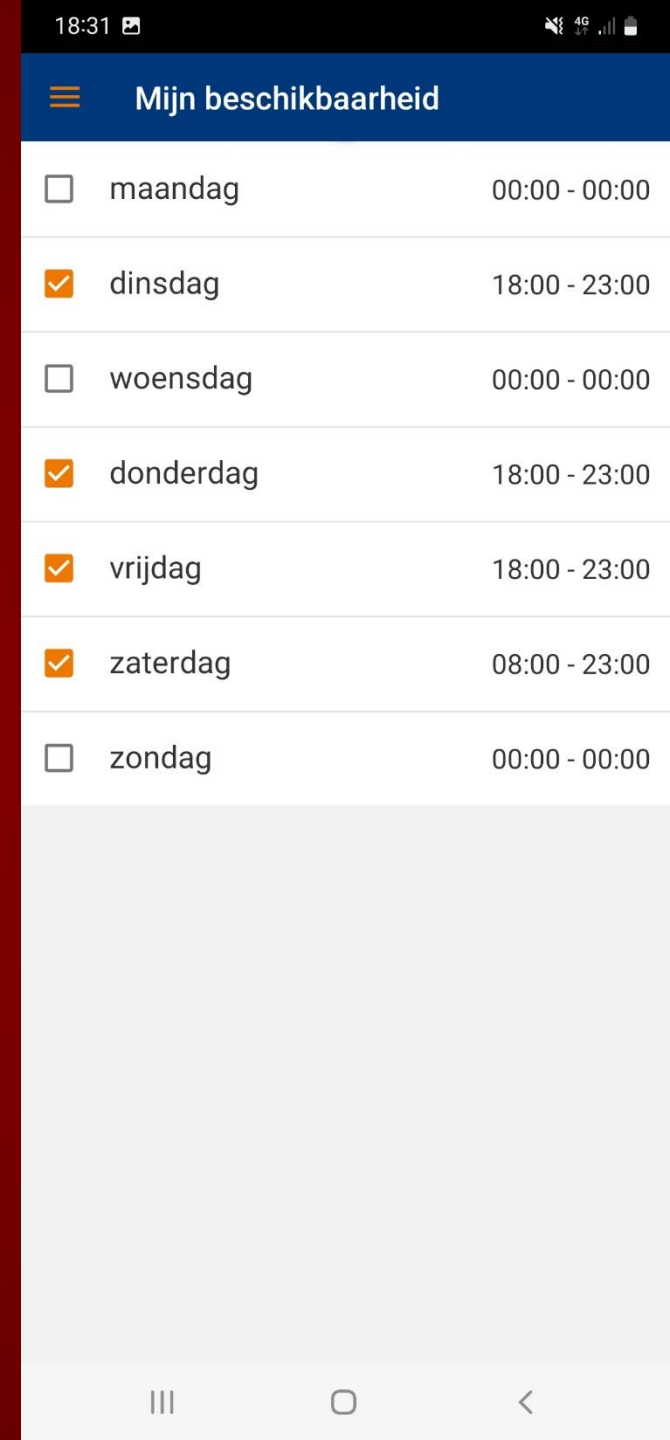 18:31 4G
Mijn beschikbaarheid
maandag 00:00 - 00:00
dinsdag 18:00 - 23:00
woensdag 00:00 - 00:00
donderdag 18:00 - 23:00
vrijdag 18:00 - 23:00
zaterdag 08:00 - 23:00
zondag 00:00 - 00:00